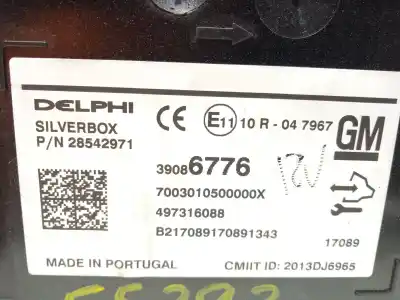 DELPHI
SILVERBOX
P/N 28542971
CE E11 10 R - 04 7967
GM
39086776
7003010500000X
497316088
B217089170891343
17089
MADE IN PORTUGAL
CMIIT ID: 2013DJ6965